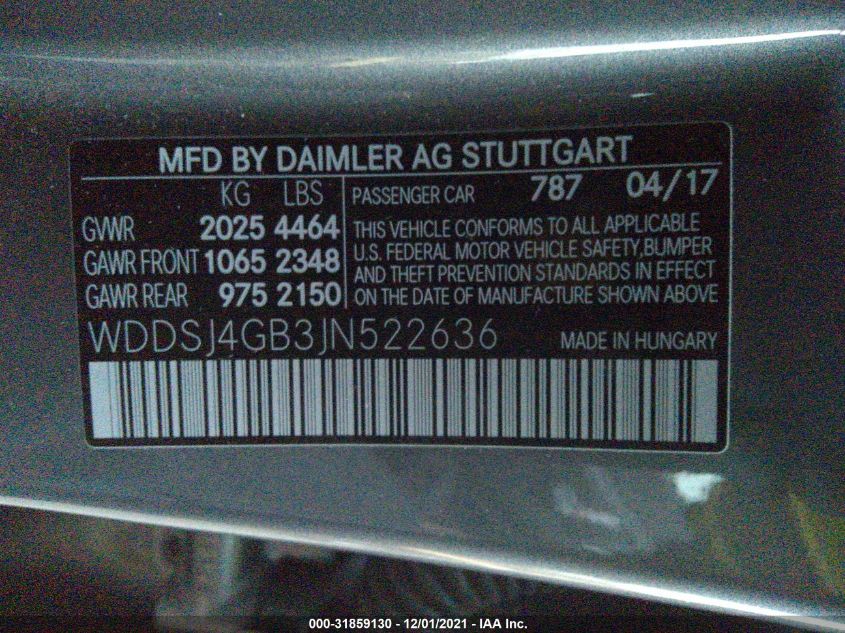 MFD BY DAIMLER AG STUTTGART
KG LBS
GVWR 2025 4464
GAWR FRONT 1065 2348
GAWR REAR 975 2150
PASSENGER CAR 787 04/17
THIS VEHICLE CONFORMS TO ALL APPLICABLE
U.S. FEDERAL MOTOR VEHICLE SAFETY,BUMPER
AND THEFT PREVENTION STANDARDS IN EFFECT
ON THE DATE OF MANUFACTURE SHOWN ABOVE
WDDSJ4GB3JN522636 MADE IN HUNGARY
000-31859130 - 12/01/2021 - IAA Inc.